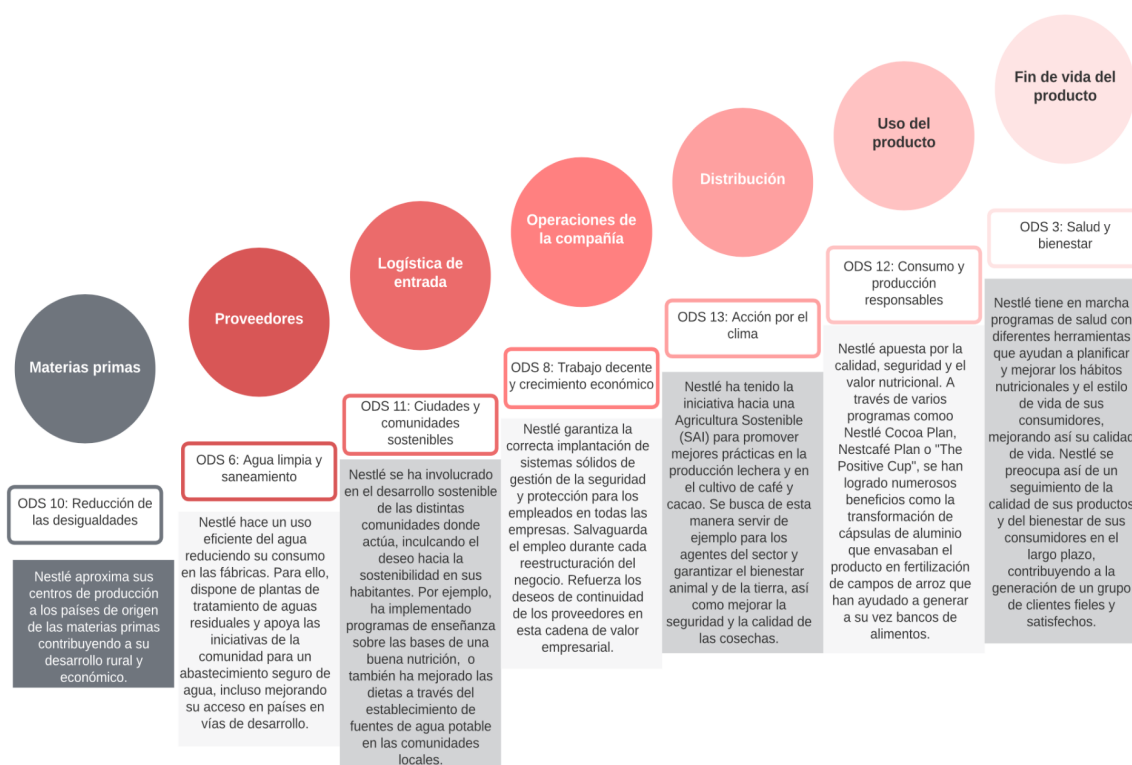 Materias primas
ODS 10: Reducción de
las desigualdades
Nestlé aproxima sus
centros de producción
a los países de origen
de las materias primas
contribuyendo a su
desarrollo rural y
económico.
Proveedores
ODS 6: Agua limpia y
saneamiento
Nestlé hace un uso
eficiente del agua
reduciendo su consumo
en las fábricas. Para ello,
dispone de plantas de
tratamiento de aguas
residuales y apoya las
iniciativas de la
comunidad para un
abastecimiento seguro de
agua, incluso mejorando
su acceso en países en
vías de desarrollo.
Logística de
entrada
ODS 11: Ciudades y
comunidades
sostenibles
Nestlé se ha involucrado
en el desarrollo sostenible
de las distintas
comunidades donde
actúa, inculcando el
deseo hacia la
sostenibilidad en sus
habitantes. Por ejemplo,
ha implementado
programas de enseñanza
sobre las bases de una
buena nutrición, o
también ha mejorado las
dietas a través del
establecimiento de
fuentes de agua potable
en las comunidades
locales.
Operaciones de
la compañía
ODS 8: Trabajo decente
y crecimiento económico
Nestlé garantiza la
correcta implantación de
sistemas sólidos de
gestión de la seguridad
y protección para los
empleados en todas las
empresas. Salvaguarda
el empleo durante cada
reestructuración del
negocio. Refuerza los
deseos de continuidad
de los proveedores en
esta cadena de valor
empresarial.
Distribución
ODS 13: Acción por el
clima
Nestlé ha tenido la
iniciativa hacia una
Agricultura Sostenible
(SAI) para promover
mejores prácticas en la
producción lechera y en
el cultivo de café y
cacao. Se busca de esta
manera servir de
ejemplo para los
agentes del sector y
garantizar el bienestar
animal y de la tierra, así
como mejorar la
seguridad y la calidad de
las cosechas.
Uso del
producto
ODS 12: Consumo y
producción
responsables
Nestlé apuesta por la
calidad, seguridad y el
valor nutricional. A
través de varios
programas comoo
Nestlé Cocoa Plan,
Nestcafé Plan o "The
Positive Cup", se han
logrado numerosos
beneficios como la
transformación de
cápsulas de aluminio
que envasaban el
producto en fertilización
de campos de arroz que
han ayudado a generar
a su vez bancos de
alimentos.
Fin de vida del
producto
ODS 3: Salud y
bienestar
Nestlé tiene en marcha
programas de salud con
diferentes herramientas
que ayudan a planificar
y mejorar los hábitos
nutricionales y el estilo
de vida de sus
consumidores,
mejorando así su calidad
de vida. Nestlé se
preocupa así de un
seguimiento de la
calidad de sus productos
y del bienestar de sus
consumidores en el
largo plazo,
contribuyendo a la
generación de un grupo
de clientes fieles y
satisfechos.